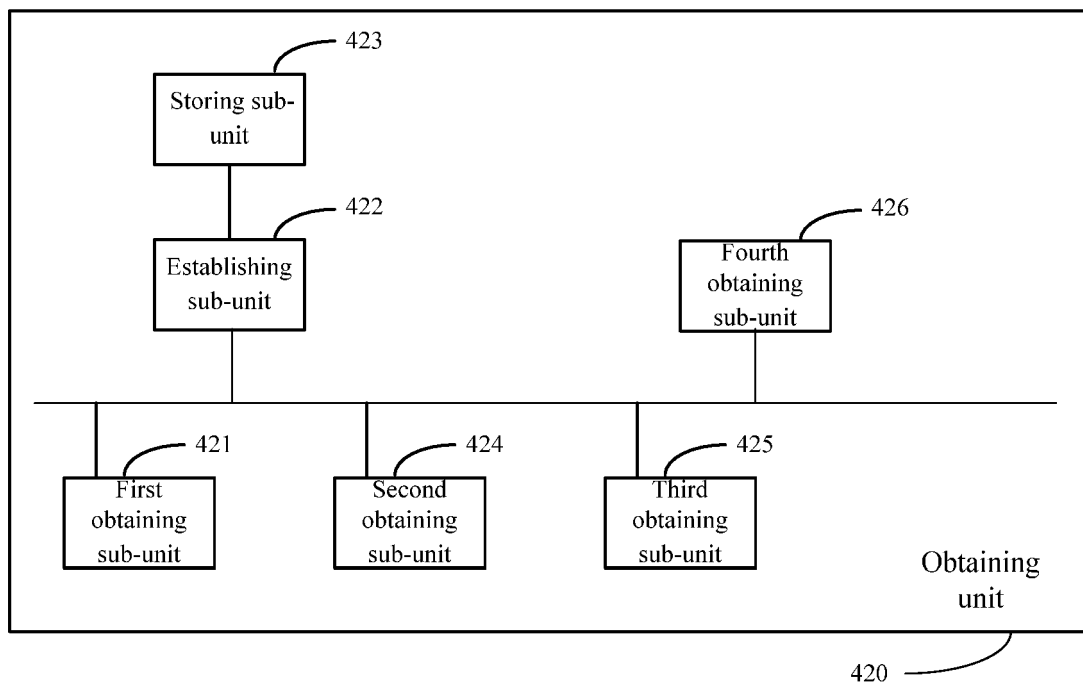 423
Storing sub-
unit
422
Establishing
sub-unit
426
Fourth
obtaining
sub-unit
421
First
obtaining
sub-unit
424
Second
obtaining
sub-unit
425
Third
obtaining
sub-unit
Obtaining
unit
420